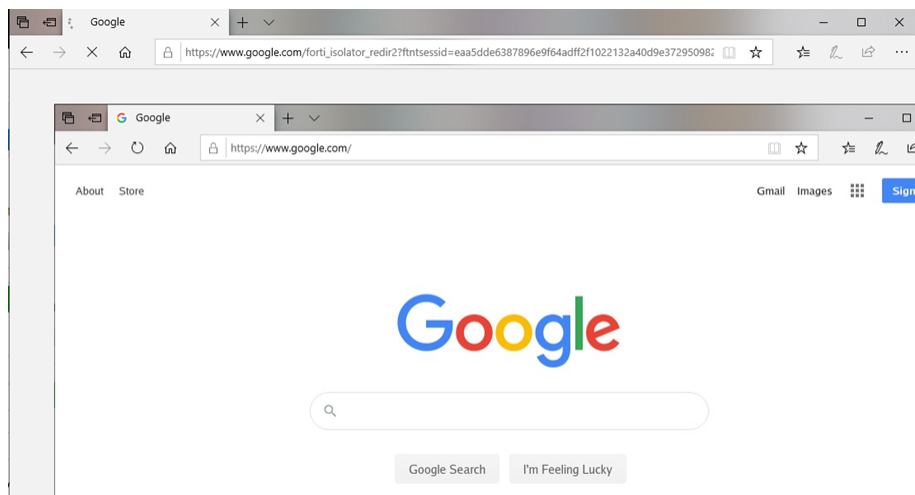 Google
https://www.google.com/forti_isolator_redir2?ftntsessid=eaa5dde6387896e9f64adff2f1022132a40d9e372950982
Google
https://www.google.com/
About Store Gmail Images Sign
Google
Google Search I'm Feeling Lucky